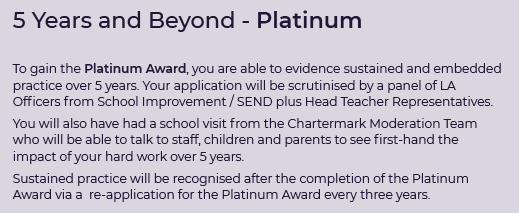 5 Years and Beyond - Platinum
To gain the Platinum Award, you are able to evidence sustained and embedded
practice over 5 years. Your application will be scrutinised by a panel of LA
Officers from School Improvement / SEND plus Head Teacher Representatives.
You will also have had a school visit from the Chartermark Moderation Team
who will be able to talk to staff, children and parents to see first-hand the
impact of your hard work over 5 years.
Sustained practice will be recognised after the completion of the Platinum
Award via a  re-application for the Platinum Award every three years.